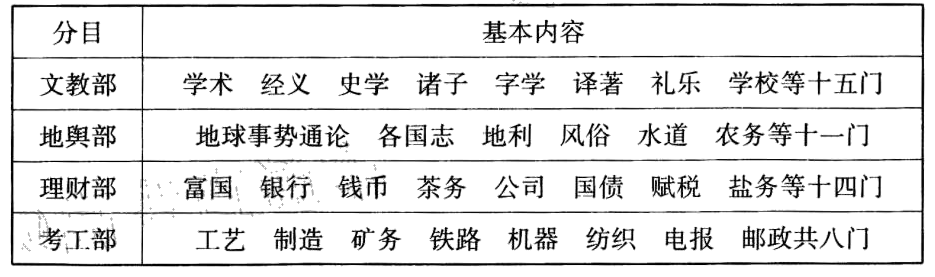 分目 基本内容
文教部 学术 经义 史学 诸子 字学 译著 礼乐 学校等十五门
地舆部 地球事势通论 各国志 地利 风俗 水道 农务等十一门
理财部 富国 银行 钱币 茶务 公司 国债 赋税 盐务等十四门
考工部 工艺 制造 矿务 铁路 机器 纺织 电报 邮政共八门